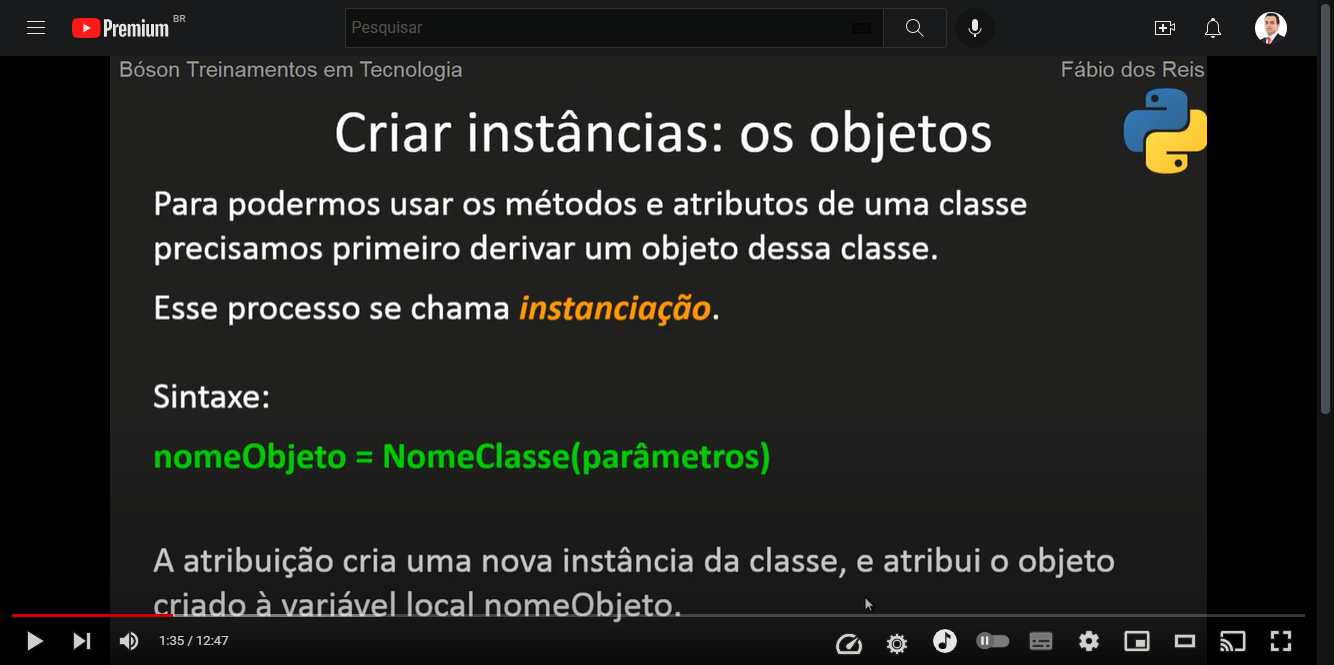 Premium BR
Pesquisar
Bóson Treinamentos em Tecnologia
Fábio dos Reis
Criar instâncias: os objetos
Para podermos usar os métodos e atributos de uma classe
precisamos primeiro derivar um objeto dessa classe.
Esse processo se chama instanciação.
Sintaxe:
nomeObjeto = NomeClasse(parâmetros)
A atribuição cria uma nova instância da classe, e atribui o objeto
criado à variável local nomeObjeto.
1:35 / 12:47